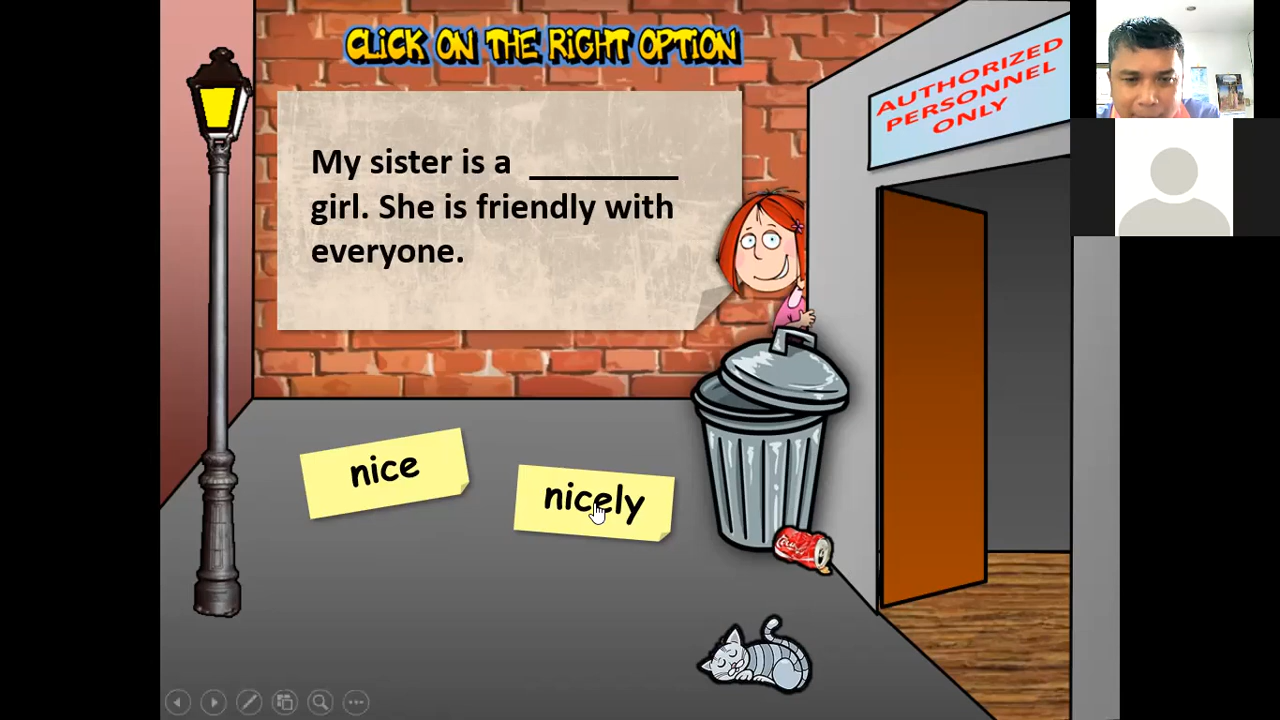 CLICK ON THE RIGHT OPTION
AUTHORIZED
PERSONNEL
ONLY
My sister is a _________
girl. She is friendly with
everyone.
nice
nicely